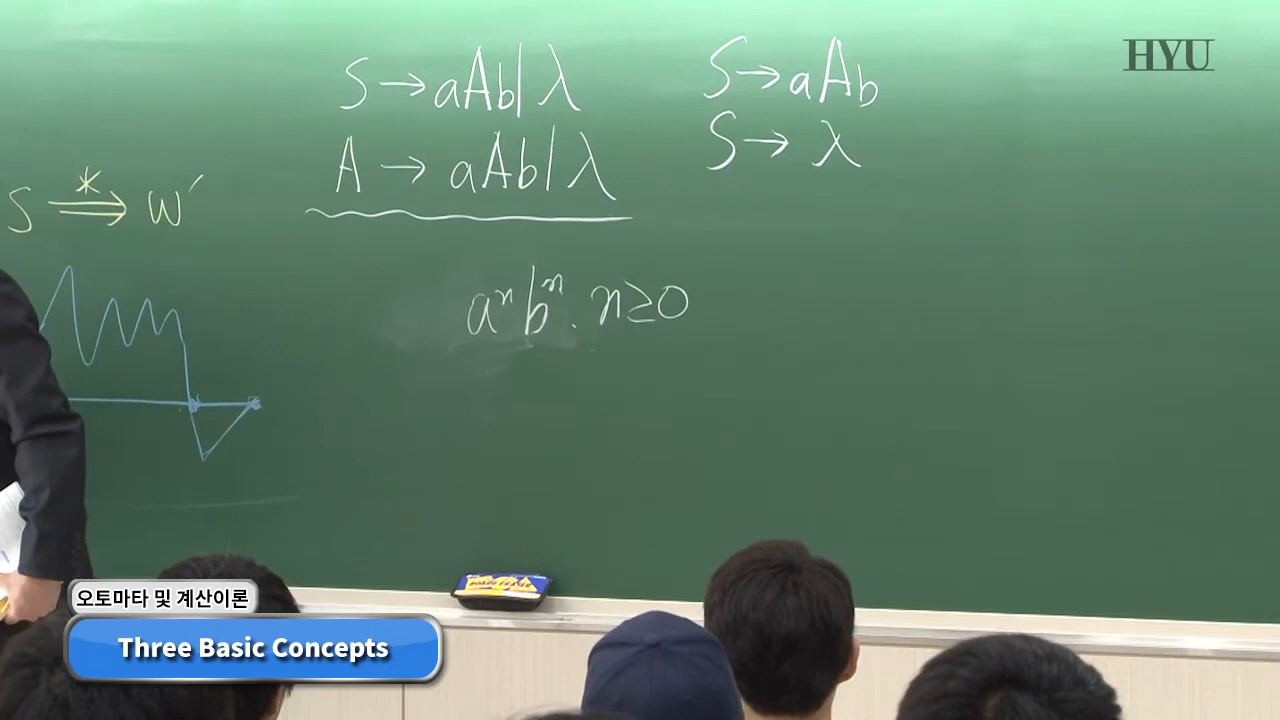 HYU
S → aAb | λ
A → aAb | λ
S → aAb
S → λ
S ⇒* w′
aⁿbⁿ. n≥0
오토마타 및 계산이론
Three Basic Concepts